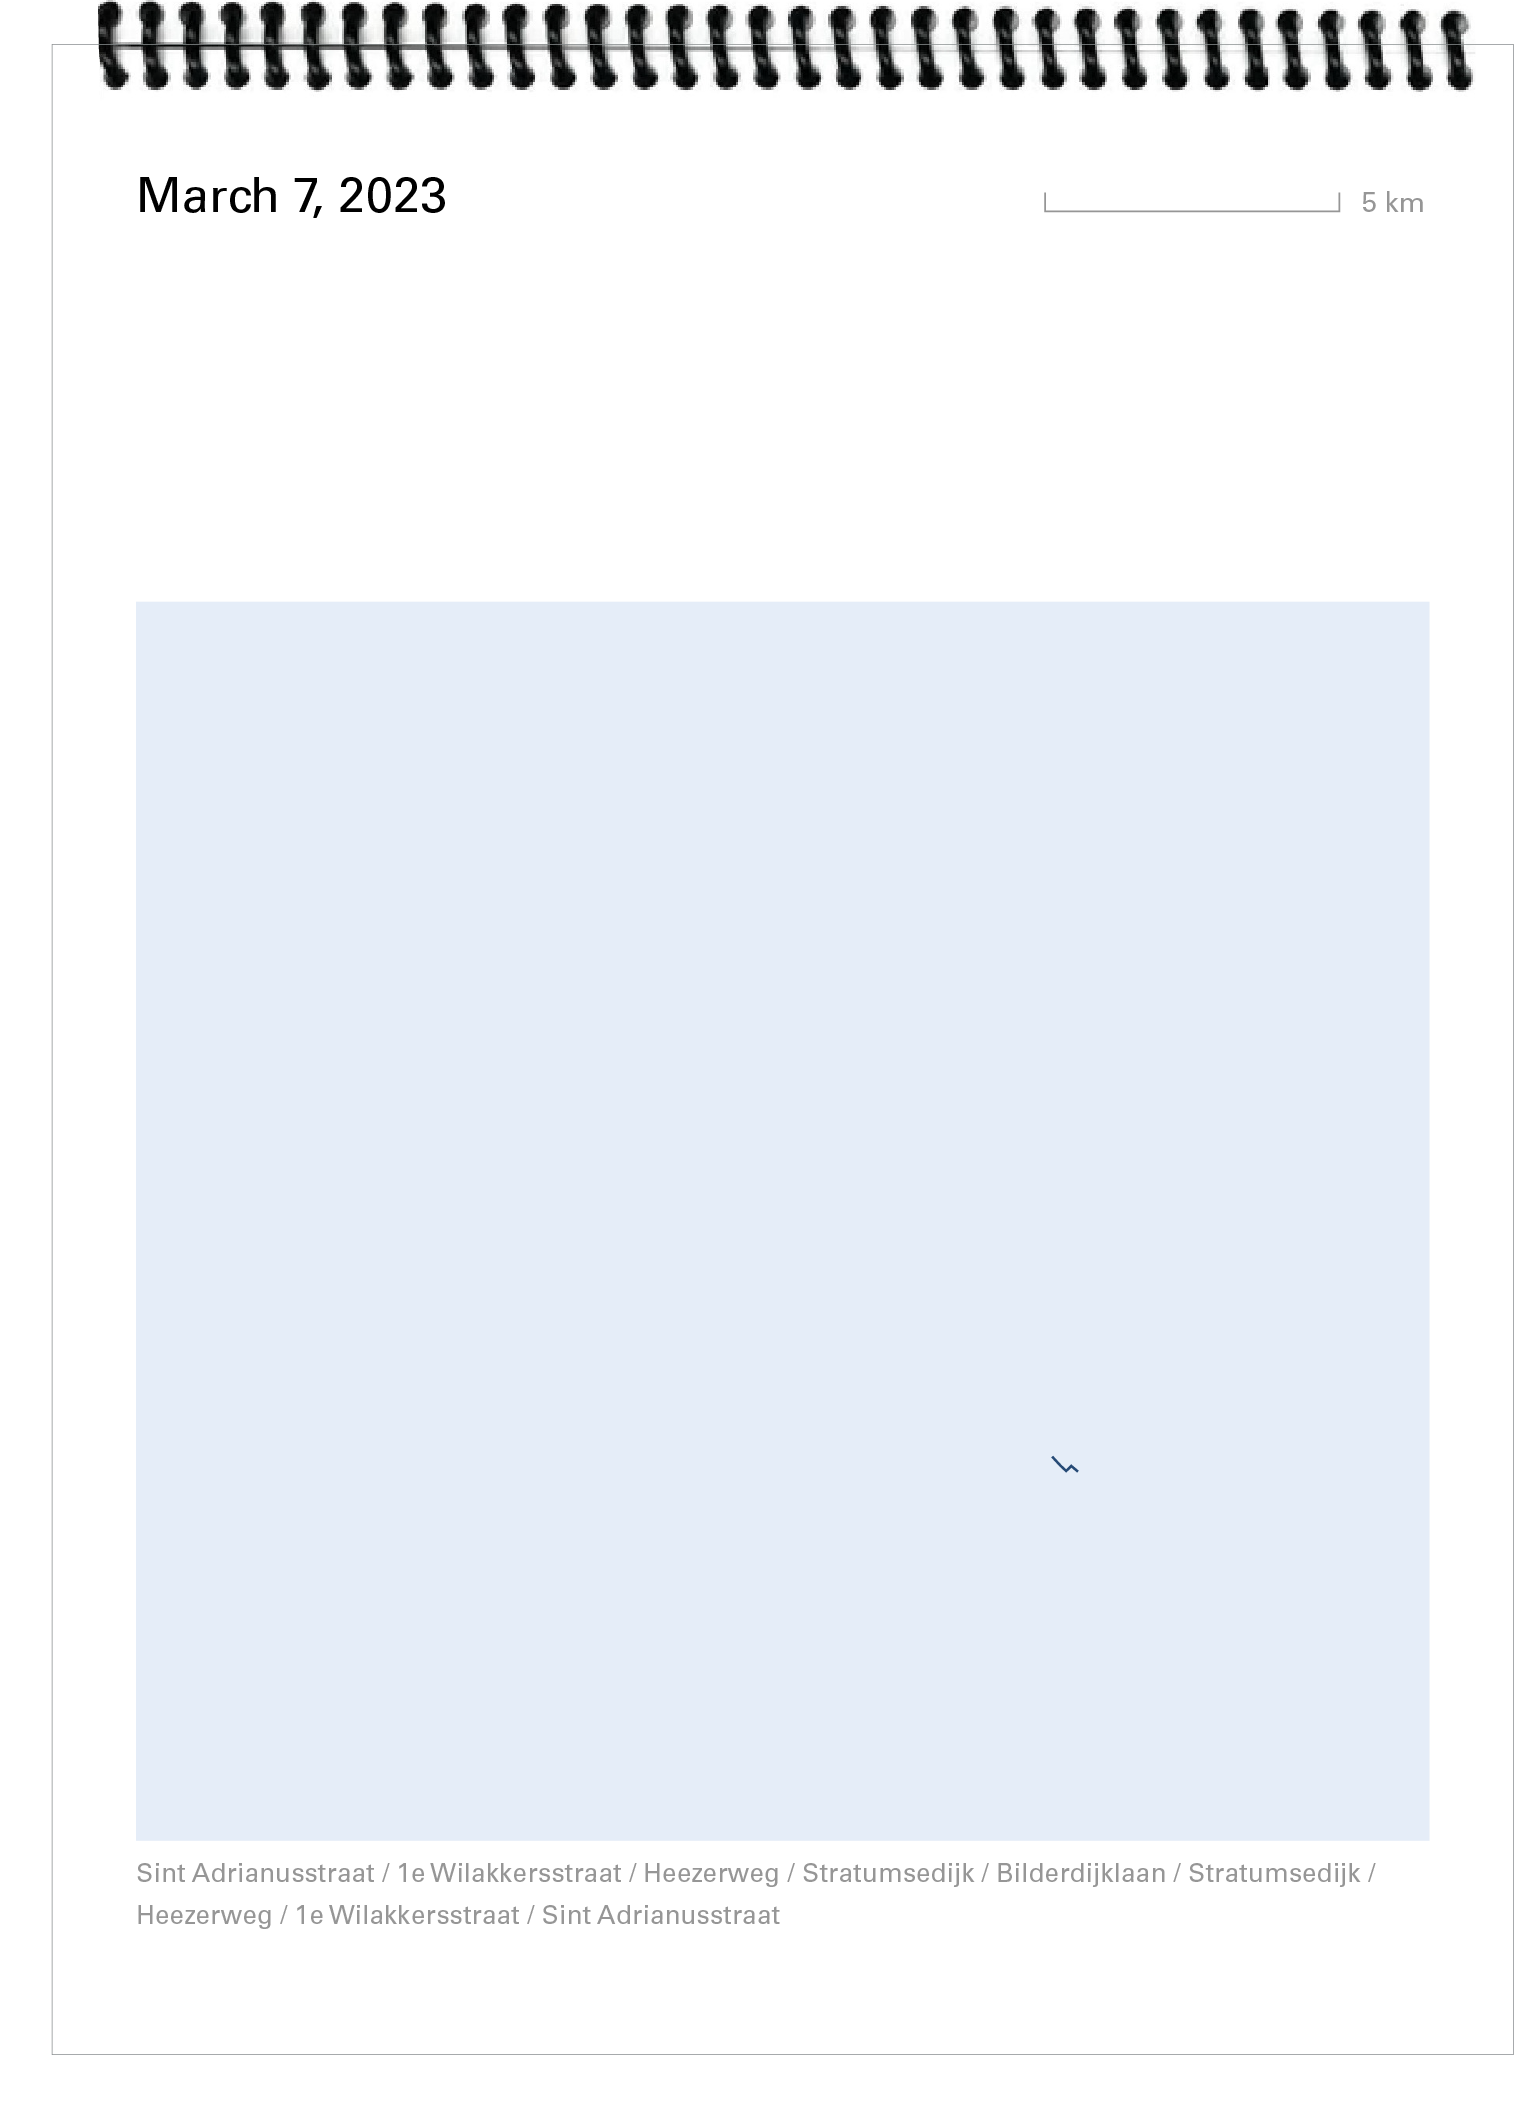 March 7, 2023
5 km
Sint Adrianusstraat / 1e Wilakkersstraat / Heezerweg / Stratumsedijk / Bilderdijklaan / Stratumsedijk /
Heezerweg / 1e Wilakkersstraat / Sint Adrianusstraat